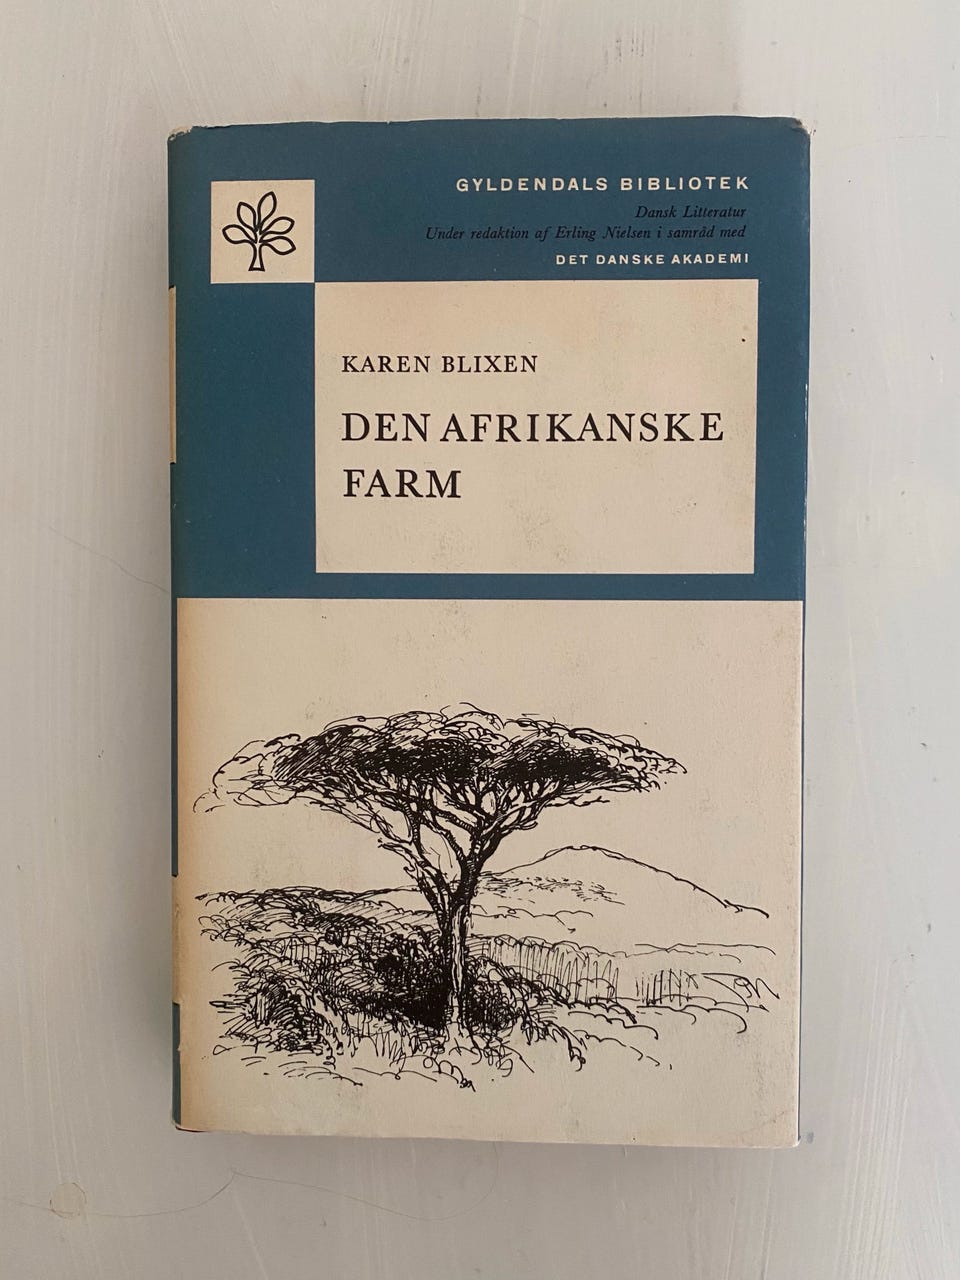 GYLDENDALS BIBLIOTEK
Dansk Litteratur
Under redaktion af Erling Nielsen i samråd med
DET DANSKE AKADEMI
KAREN BLIXEN
DEN AFRIKANSKE
FARM